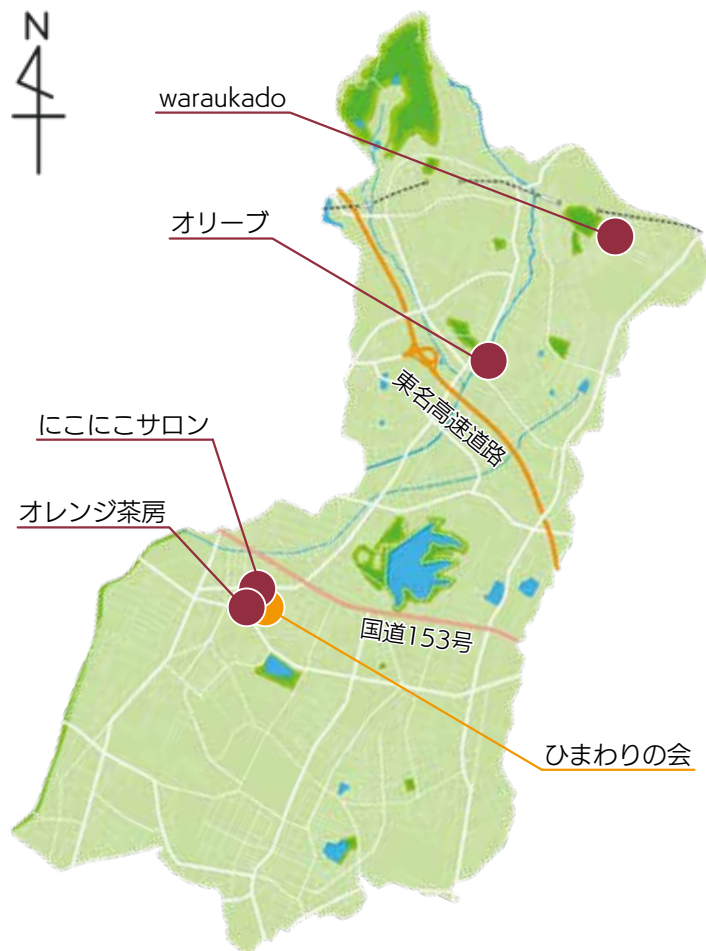 N
waraukado
オリーブ
東名高速道路
にこにこサロン
オレンジ茶房
国道153号
ひまわりの会